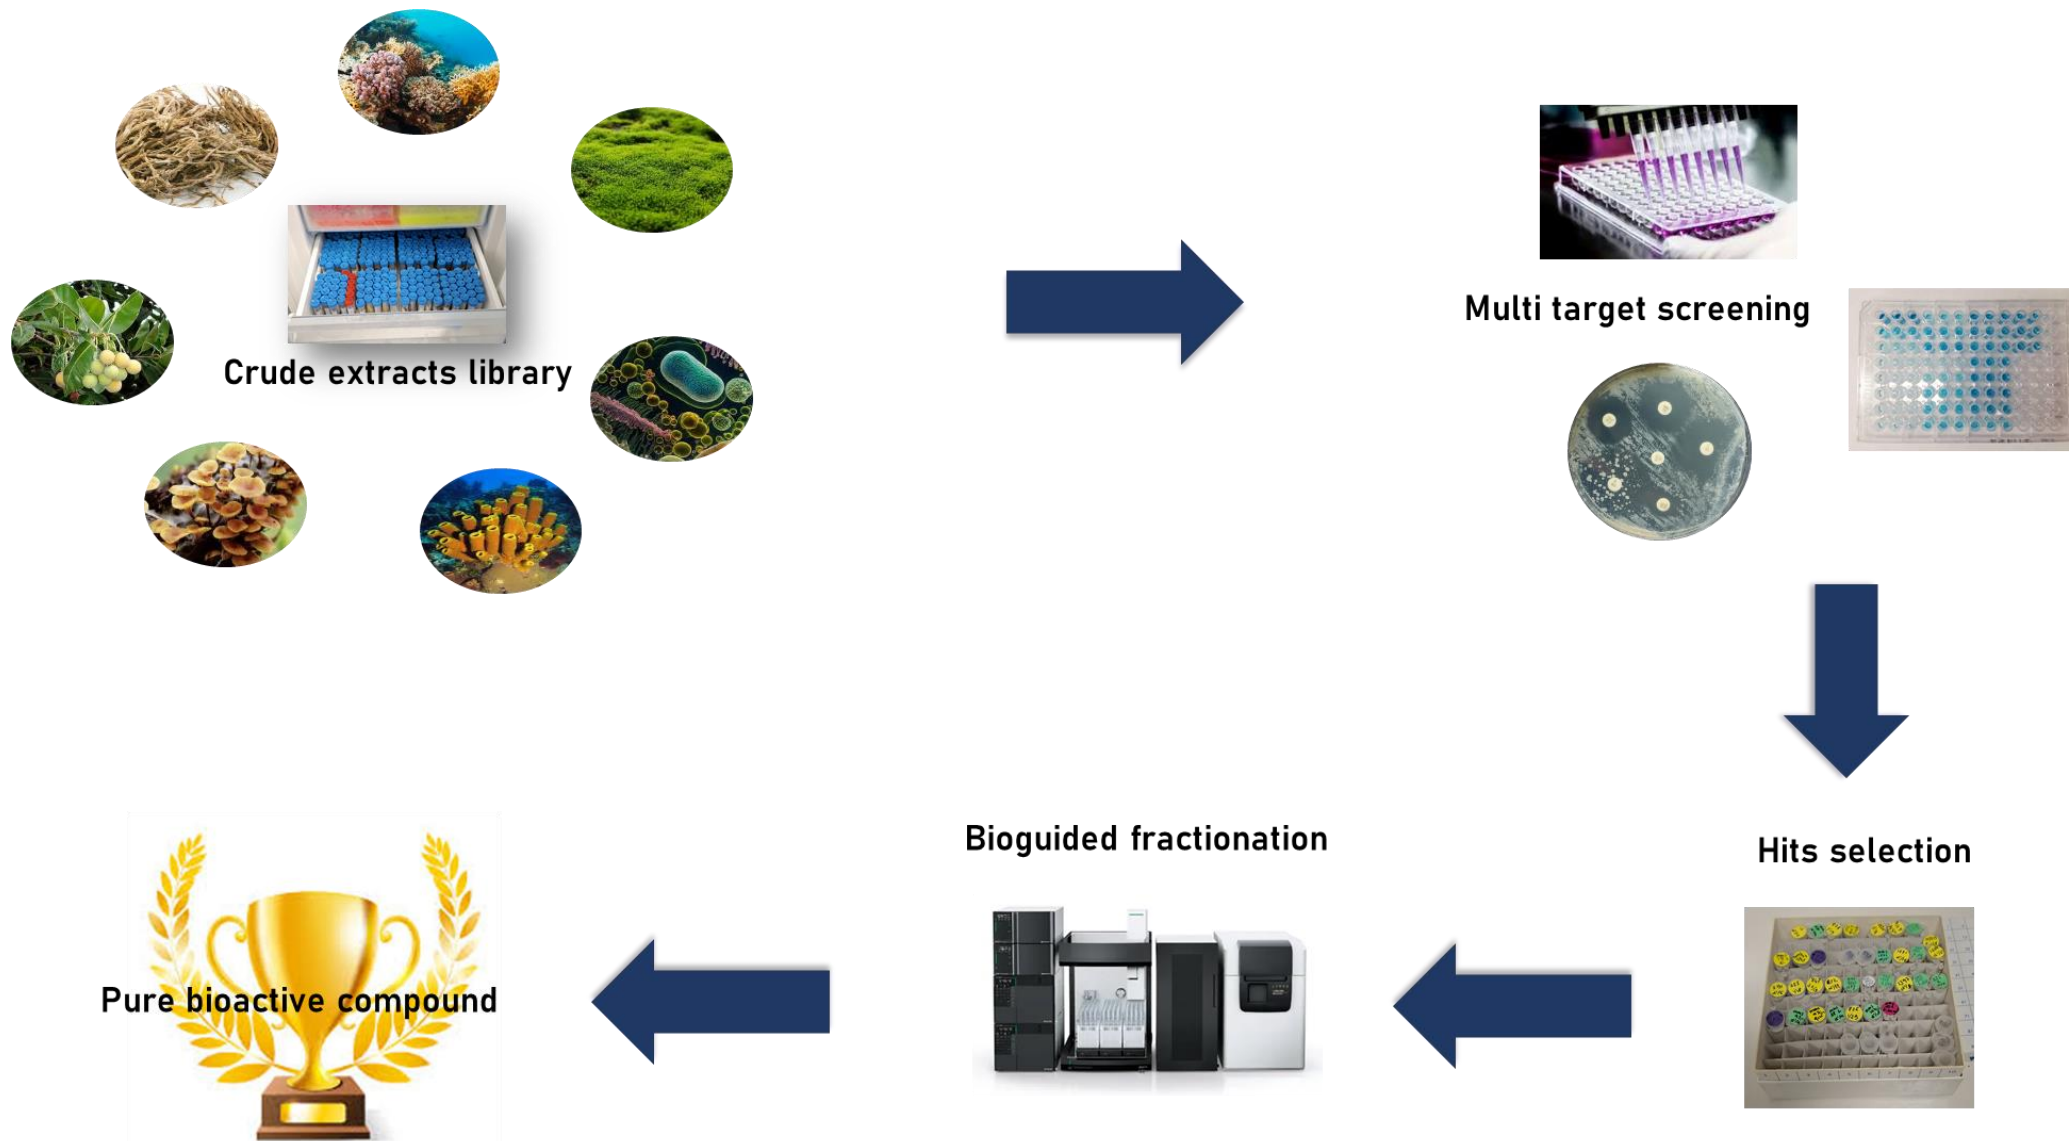 Crude extracts library
Multi target screening
Hits selection
Bioguided fractionation
Pure bioactive compound